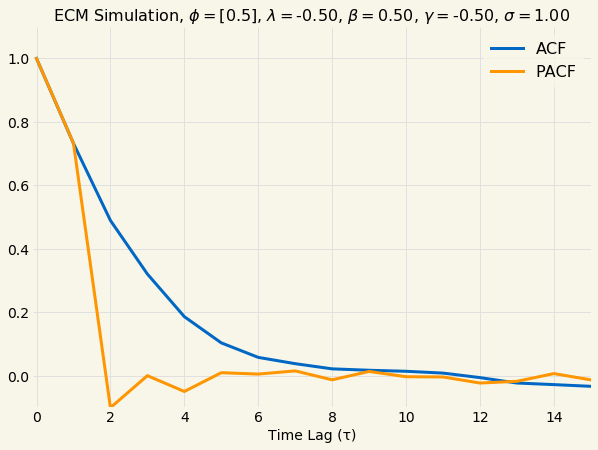 ECM Simulation, ϕ = [0.5], λ = -0.50, β = 0.50, γ = -0.50, σ = 1.00
ACF
PACF
1.0
0.8
0.6
0.4
0.2
0.0
0 2 4 6 8 10 12 14
Time Lag (τ)